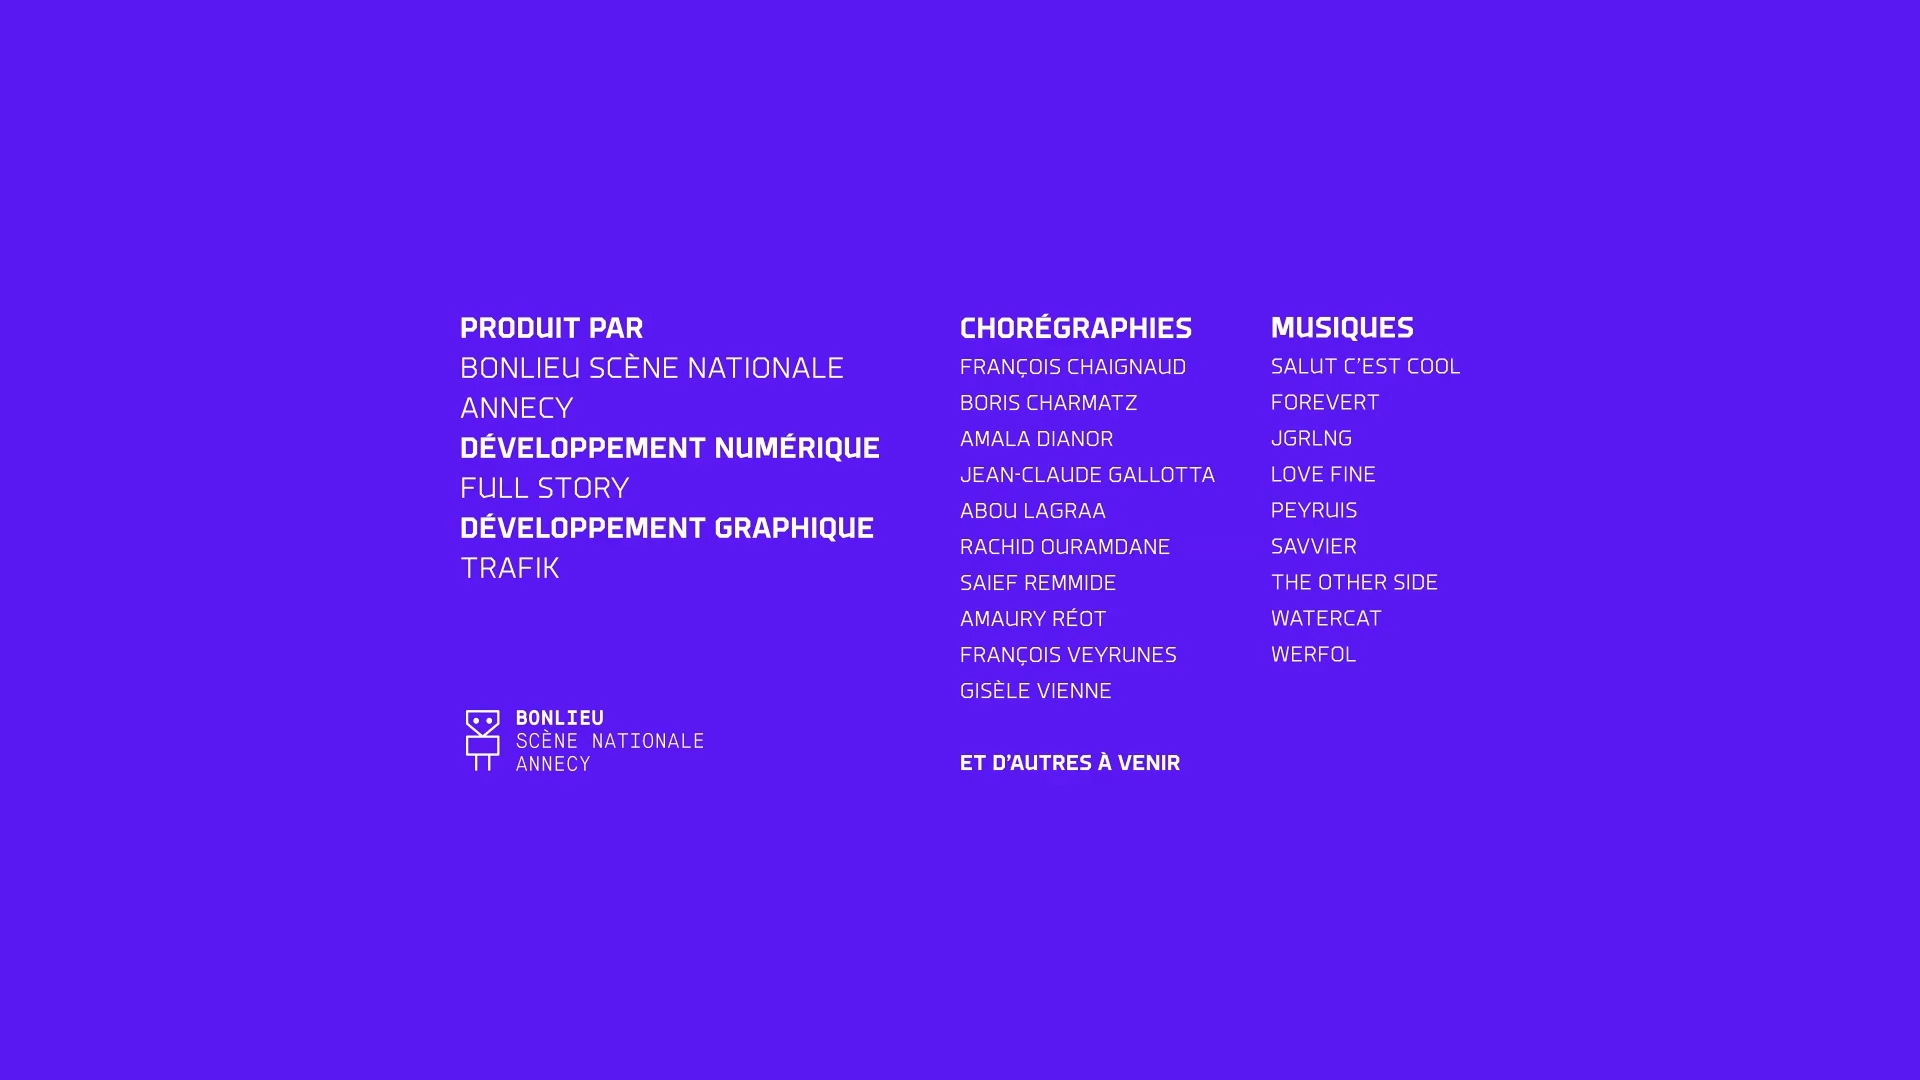 PRODUIT PAR
BONLIEU SCÈNE NATIONALE
ANNECY
DÉVELOPPEMENT NUMÉRIQUE
FULL STORY
DÉVELOPPEMENT GRAPHIQUE
TRAFIK
BONLIEU
SCÈNE NATIONALE
ANNECY
CHORÉGRAPHIES
FRANÇOIS CHAIGNAUD
BORIS CHARMATZ
AMALA DIANOR
JEAN-CLAUDE GALLOTTA
ABOU LAGRAA
RACHID OURAMDANE
SAIEF REMMIDE
AMAURY RÉOT
FRANÇOIS VEYRUNES
GISÈLE VIENNE
ET D’AUTRES À VENIR
MUSIQUES
SALUT C’EST COOL
FOREVERT
JGRLNG
LOVE FINE
PEYRUIS
SAVVIER
THE OTHER SIDE
WATERCAT
WERFOL